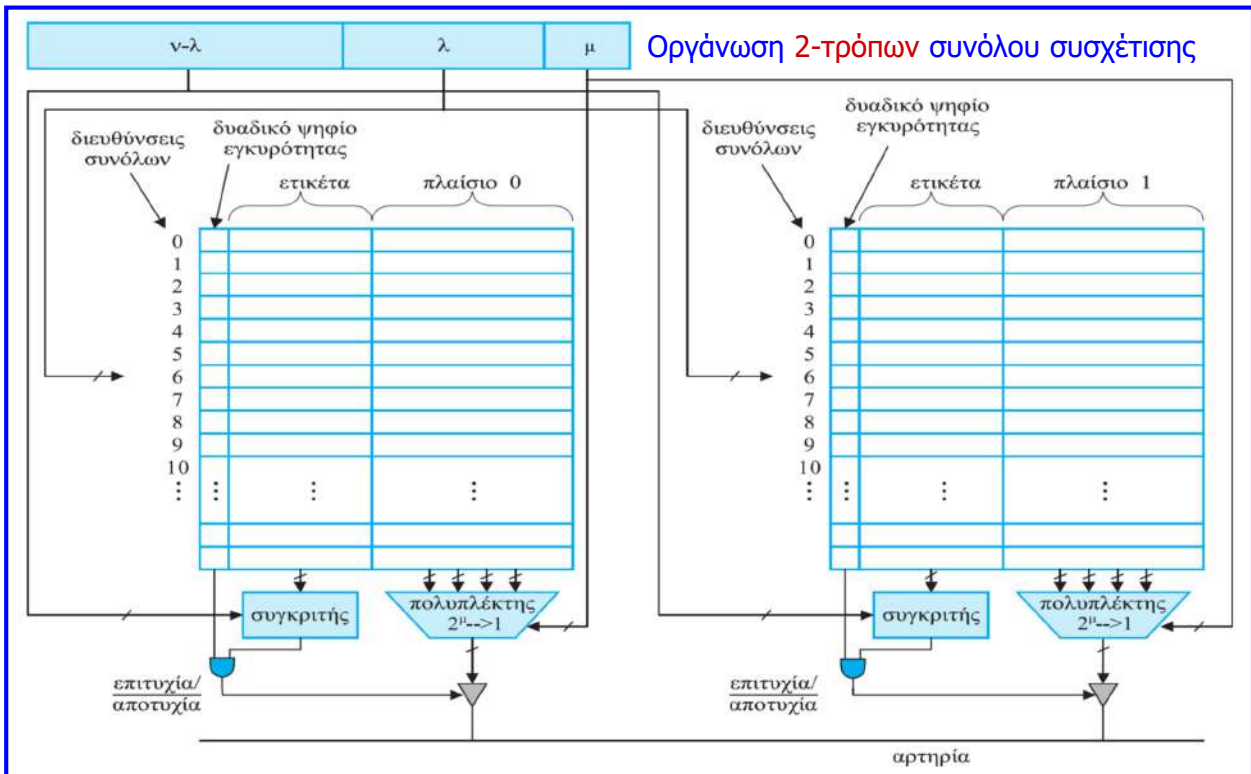 ν-λ λ μ Οργάνωση 2-τρόπων συνόλου συσχέτισης
διευθύνσεις
συνόλων
δυαδικό ψηφίο
εγκυρότητας
ετικέτα
πλαίσιο 0
0
1
2
3
4
5
6
7
8
9
10
⋮ ⋮ ⋮ ⋮
συγκριτής
πολυπλέκτης
2^μ-->1
επιτυχία/
αποτυχία
διευθύνσεις
συνόλων
δυαδικό ψηφίο
εγκυρότητας
ετικέτα
πλαίσιο 1
0
1
2
3
4
5
6
7
8
9
10
⋮ ⋮ ⋮ ⋮
συγκριτής
πολυπλέκτης
2^μ-->1
επιτυχία/
αποτυχία
αρτηρία